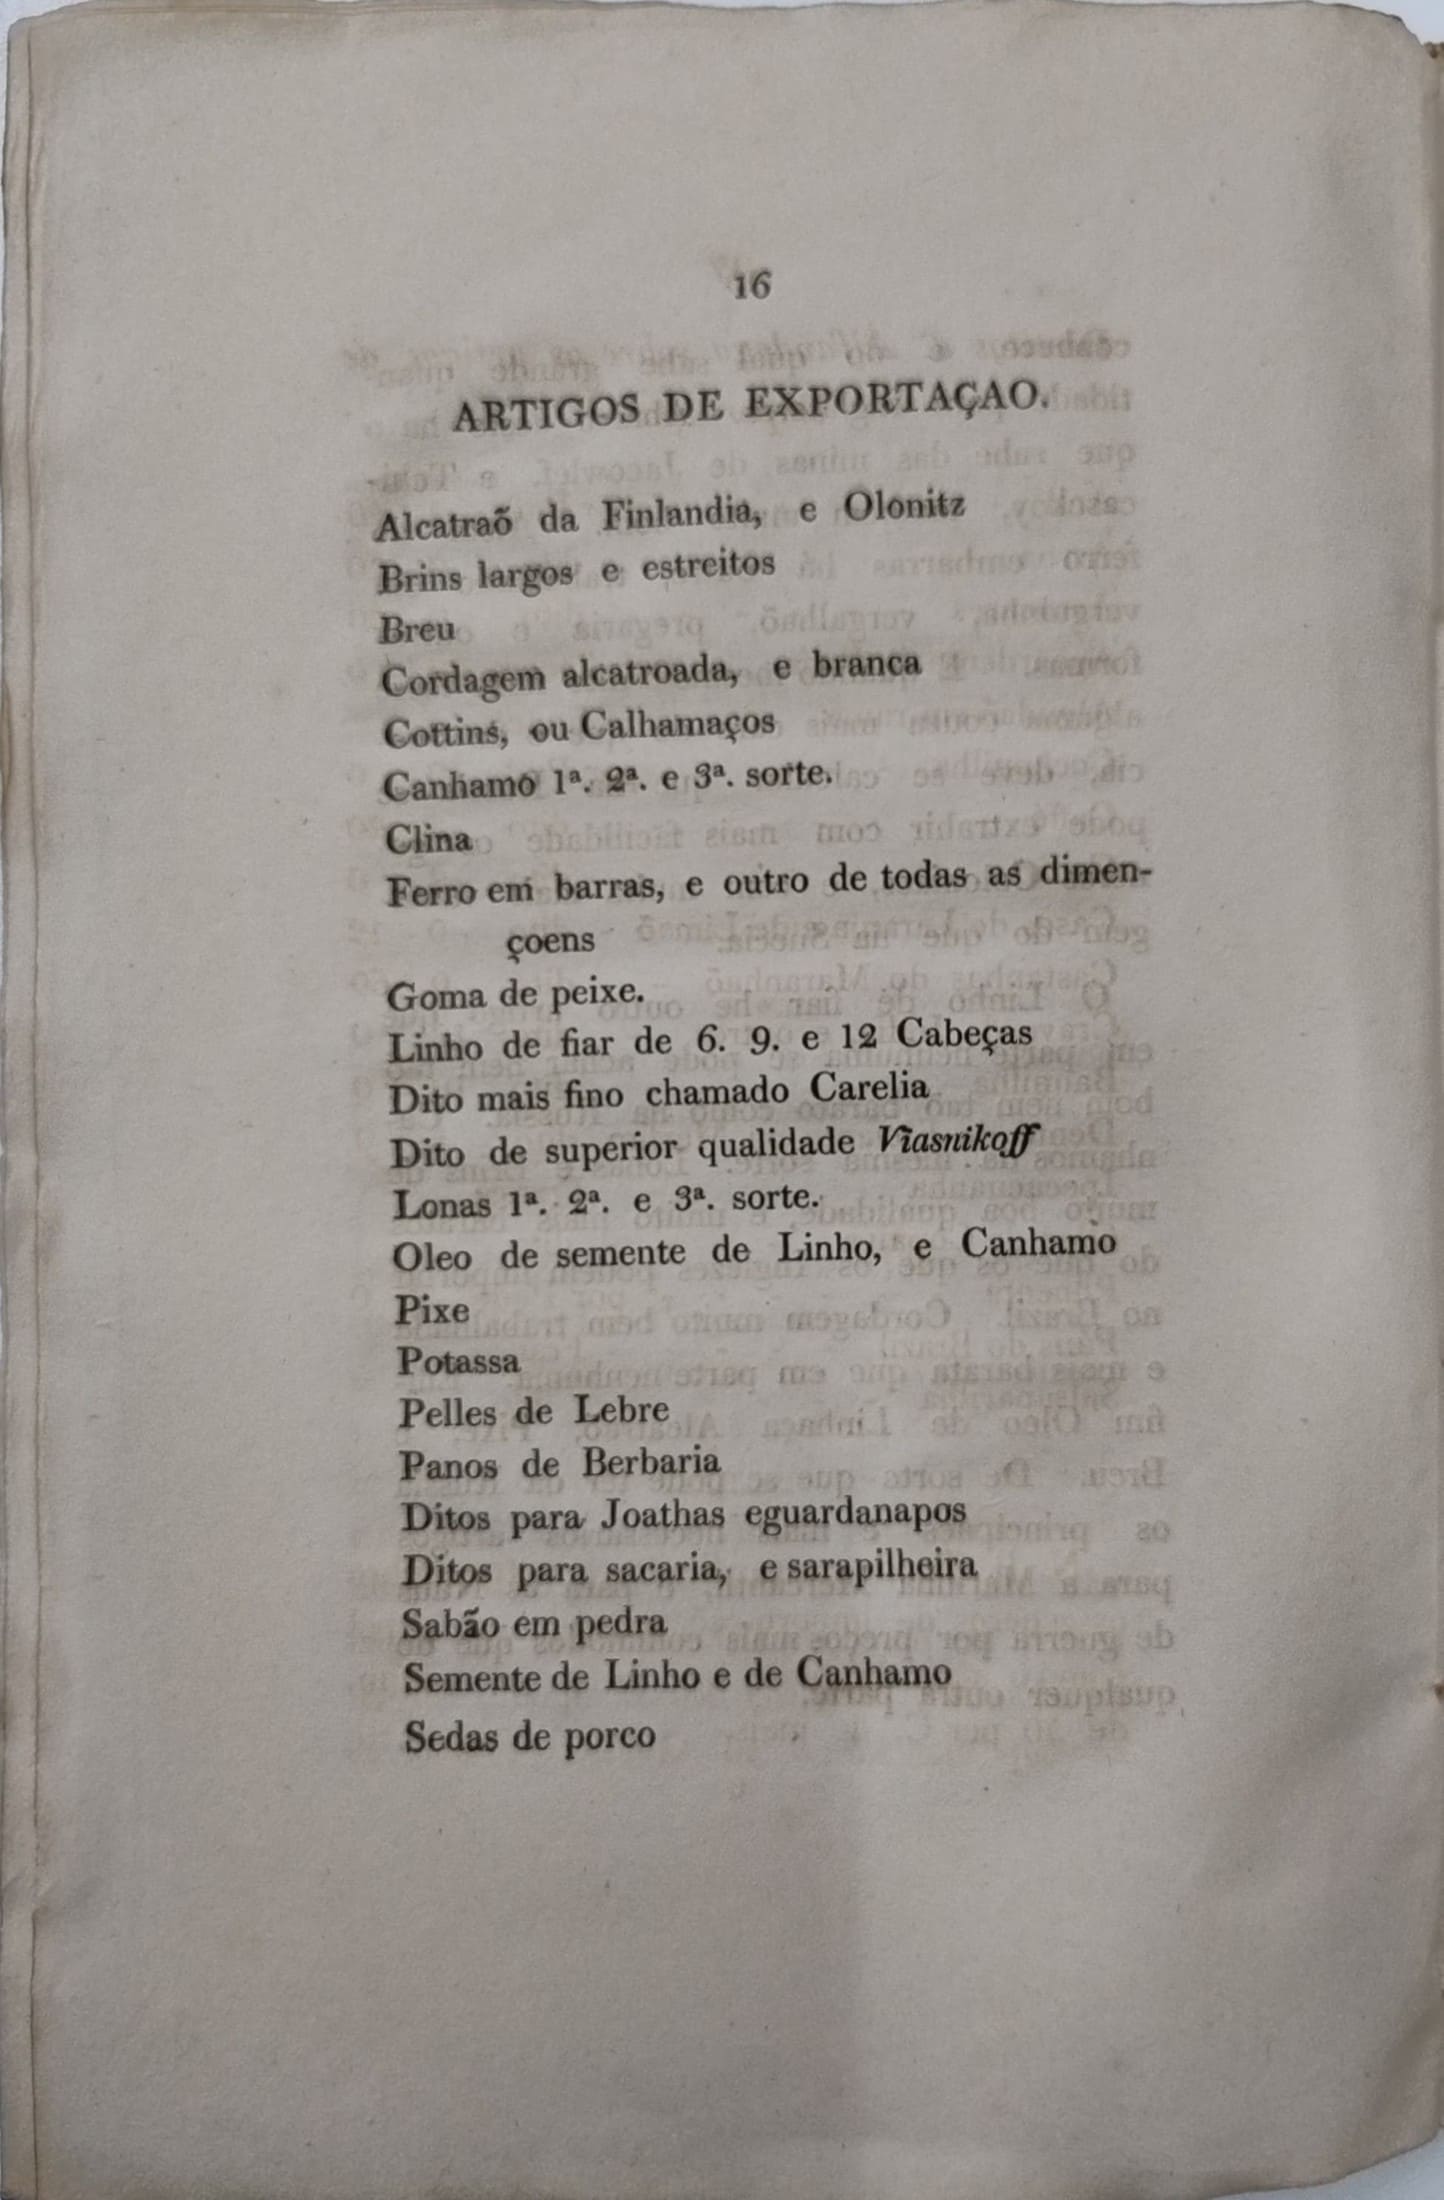 16
ARTIGOS DE EXPORTAÇAO.
Alcatraõ da Finlandia, e Olonitz
Brins largos e estreitos
Breu
Cordagem alcatroada, e branca
Cottins, ou Calhamaços
Canhamo 1ª. 2ª. e 3ª. sorte.
Clina
Ferro em barras, e outro de todas as dimen-
çoens
Goma de peixe.
Linho de fiar de 6. 9. e 12 Cabeças
Dito mais fino chamado Carelia
Dito de superior qualidade Viasnikoff
Lonas 1ª. 2ª. e 3ª. sorte.
Oleo de semente de Linho, e Canhamo
Pixe
Potassa
Pelles de Lebre
Panos de Berbaria
Ditos para Joathas eguardanapos
Ditos para sacaria, e sarapilheira
Sabão em pedra
Semente de Linho e de Canhamo
Sedas de porco